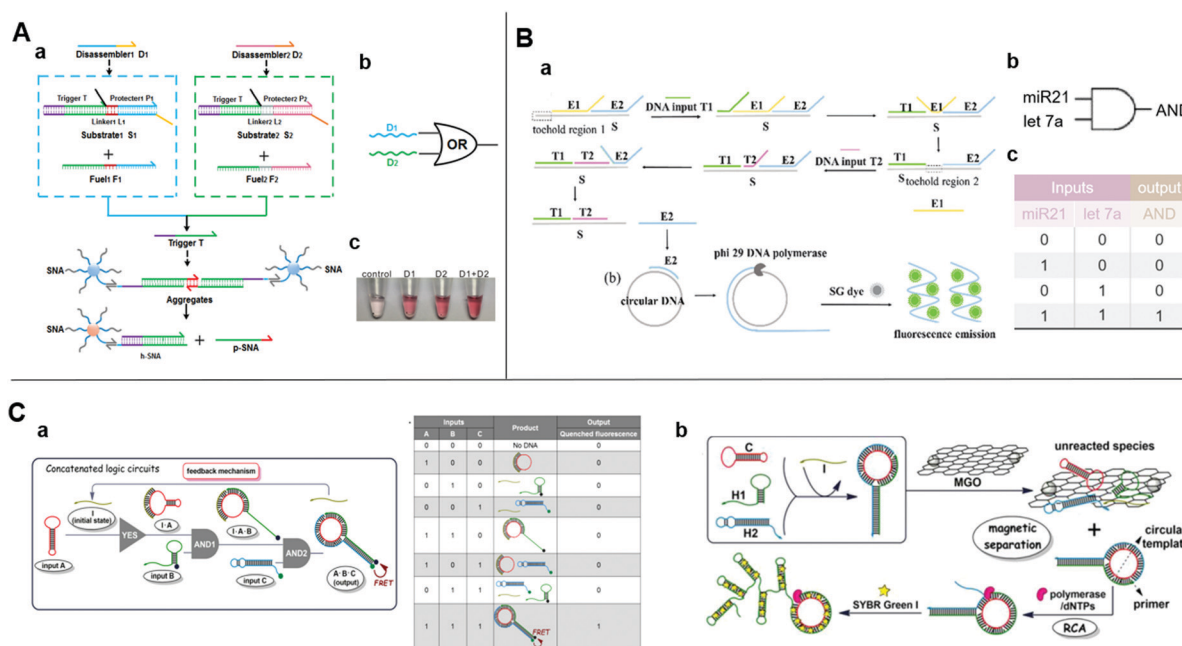 A
a
Disassembler1 D1
Trigger T
Protecter1 P1
Linker1 L1
Substrate1 S1
+
Fuel1 F1
Disassembler2 D2
Trigger T
Protecter2 P2
Linker2 L2
Substrate2 S2
+
Fuel2 F2
Trigger T
SNA
SNA
Aggregates
SNA
h-SNA
+
p-SNA
b
D1
D2
OR
c
control D1 D2 D1+D2
B
a
E1 E2
toehold region 1
S
DNA input T1
E1 E2
S
T1 E1 E2
S
T1 E2
S
toehold region 2
E1
DNA input T2
T1 T2 E2
S
T1 T2 E2
S
T1 T2
S
E2
(b)
E2
circular DNA
phi 29 DNA polymerase
SG dye
fluorescence emission
b
miR21
let 7a
AND
c
Inputs output
miR21 let 7a AND
0 0 0
1 0 0
0 1 0
1 1 1
C
a
Concatenated logic circuits
feedback mechanism
I
(initial state)
I·A
I·A·B
YES
AND1
AND2
input A
input B
input C
A·B·C
(output)
FRET
Inputs Product Output
A B C Quenched fluorescence
0 0 0 No DNA 0
1 0 0 0
0 1 0 0
0 0 1 0
1 1 0 0
1 0 1 0
0 1 1 0
1 1 1 FRET 1
b
C
I
H1
H2
MGO
unreacted species
magnetic
separation
+
circular
template
primer
polymerase
/dNTPs
RCA
SYBR Green I